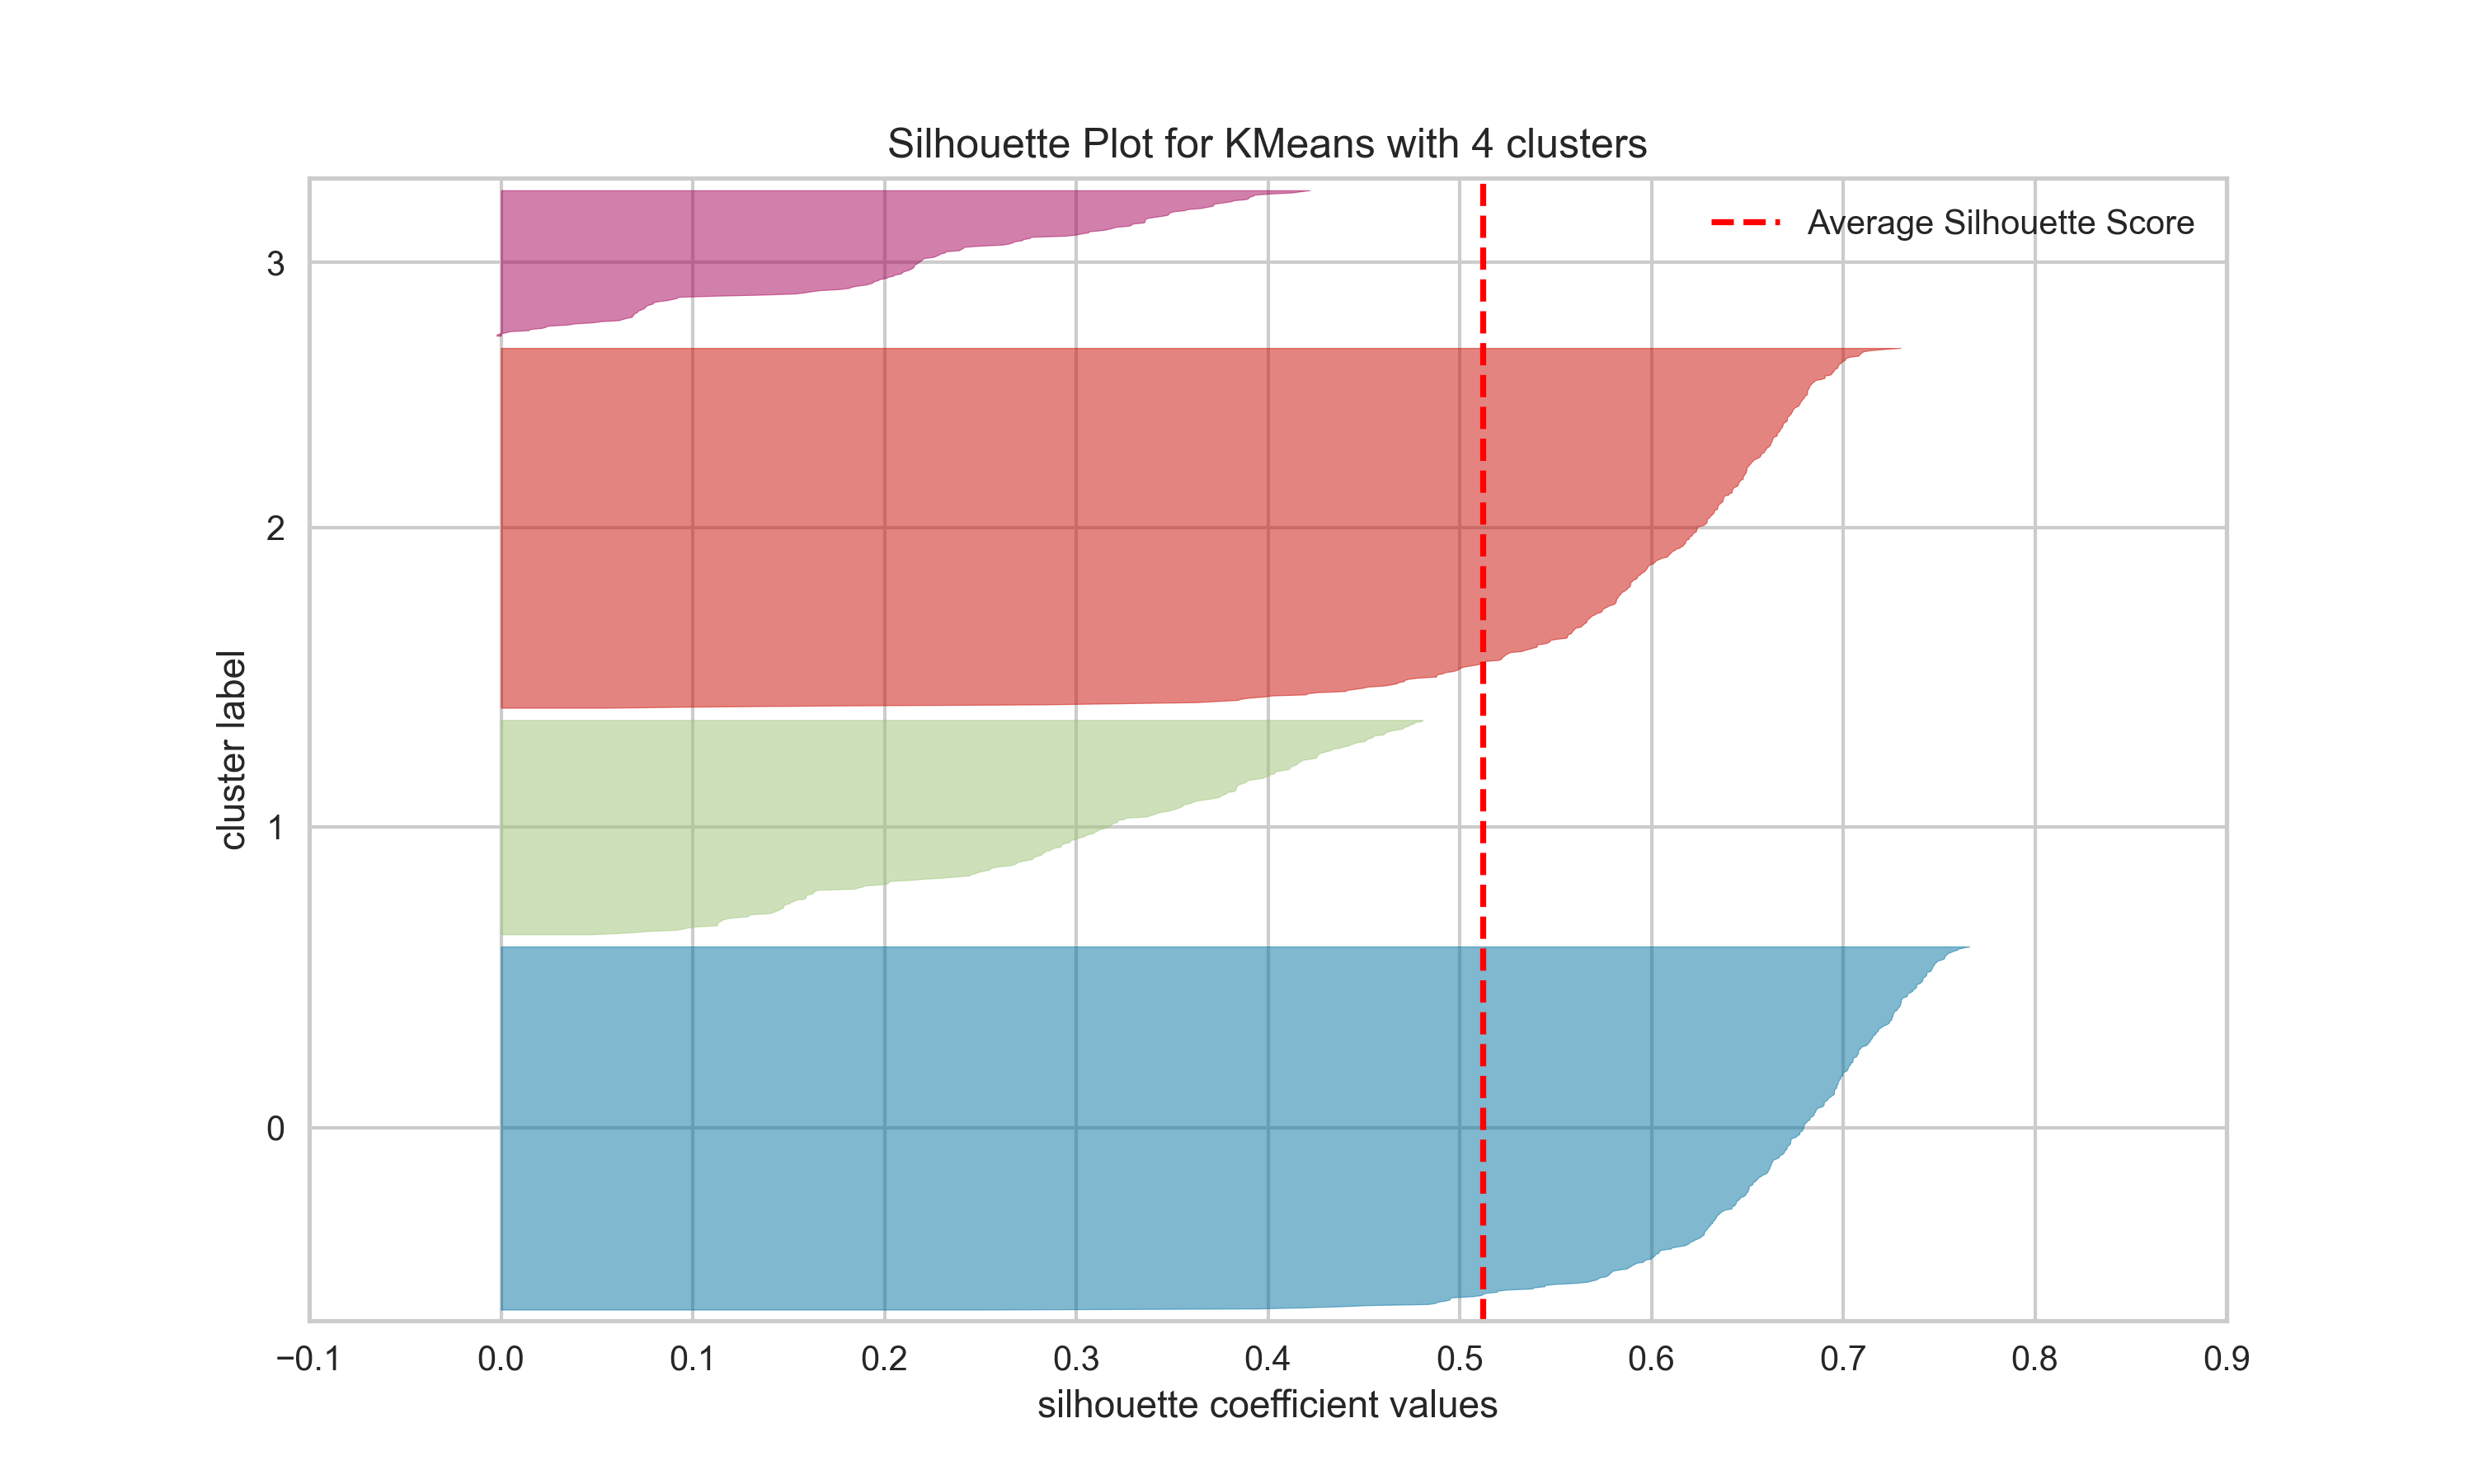 Silhouette Plot for KMeans with 4 clusters
Average Silhouette Score
3
2
1
0
cluster label
−0.1 0.0 0.1 0.2 0.3 0.4 0.5 0.6 0.7 0.8 0.9
silhouette coefficient values